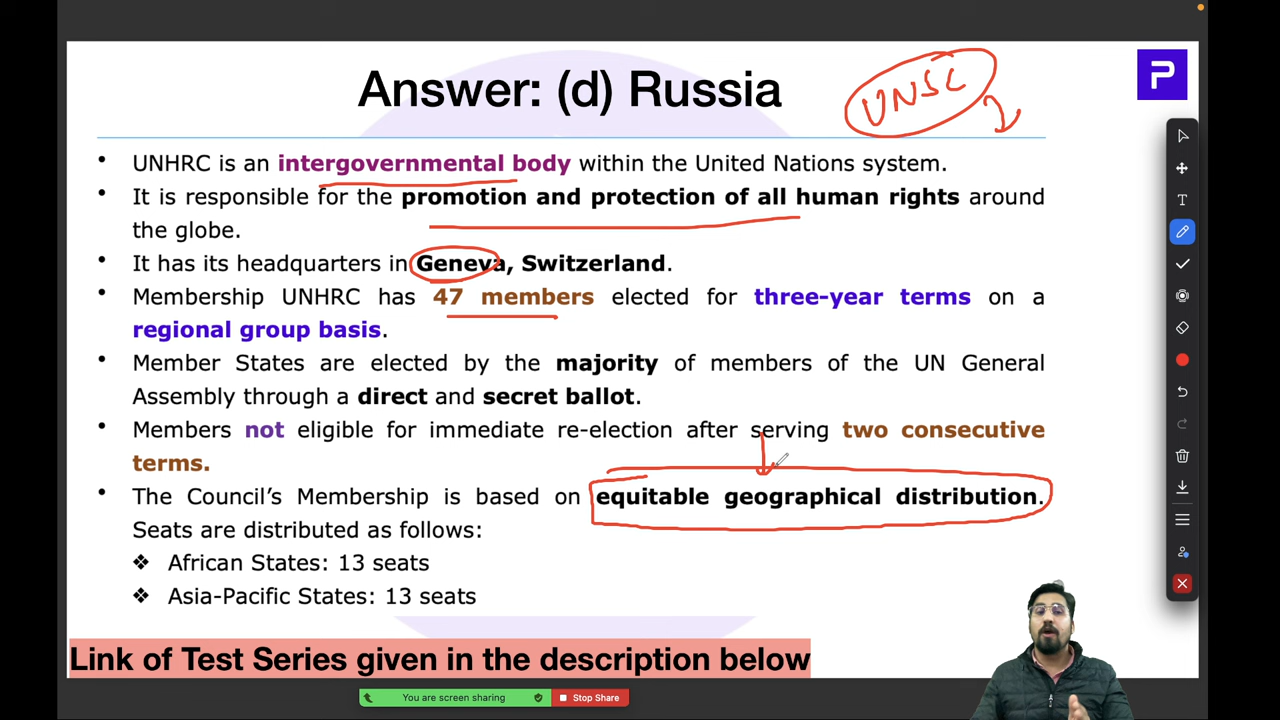 Answer: (d) Russia
UNSC
P
• UNHRC is an intergovernmental body within the United Nations system.
• It is responsible for the promotion and protection of all human rights around
the globe.
• It has its headquarters in Geneva, Switzerland.
• Membership UNHRC has 47 members elected for three-year terms on a
regional group basis.
• Member States are elected by the majority of members of the UN General
Assembly through a direct and secret ballot.
• Members not eligible for immediate re-election after serving two consecutive
terms.
• The Council’s Membership is based on equitable geographical distribution.
Seats are distributed as follows:
❖ African States: 13 seats
❖ Asia-Pacific States: 13 seats
Link of Test Series given in the description below
You are screen sharing
Stop Share
T